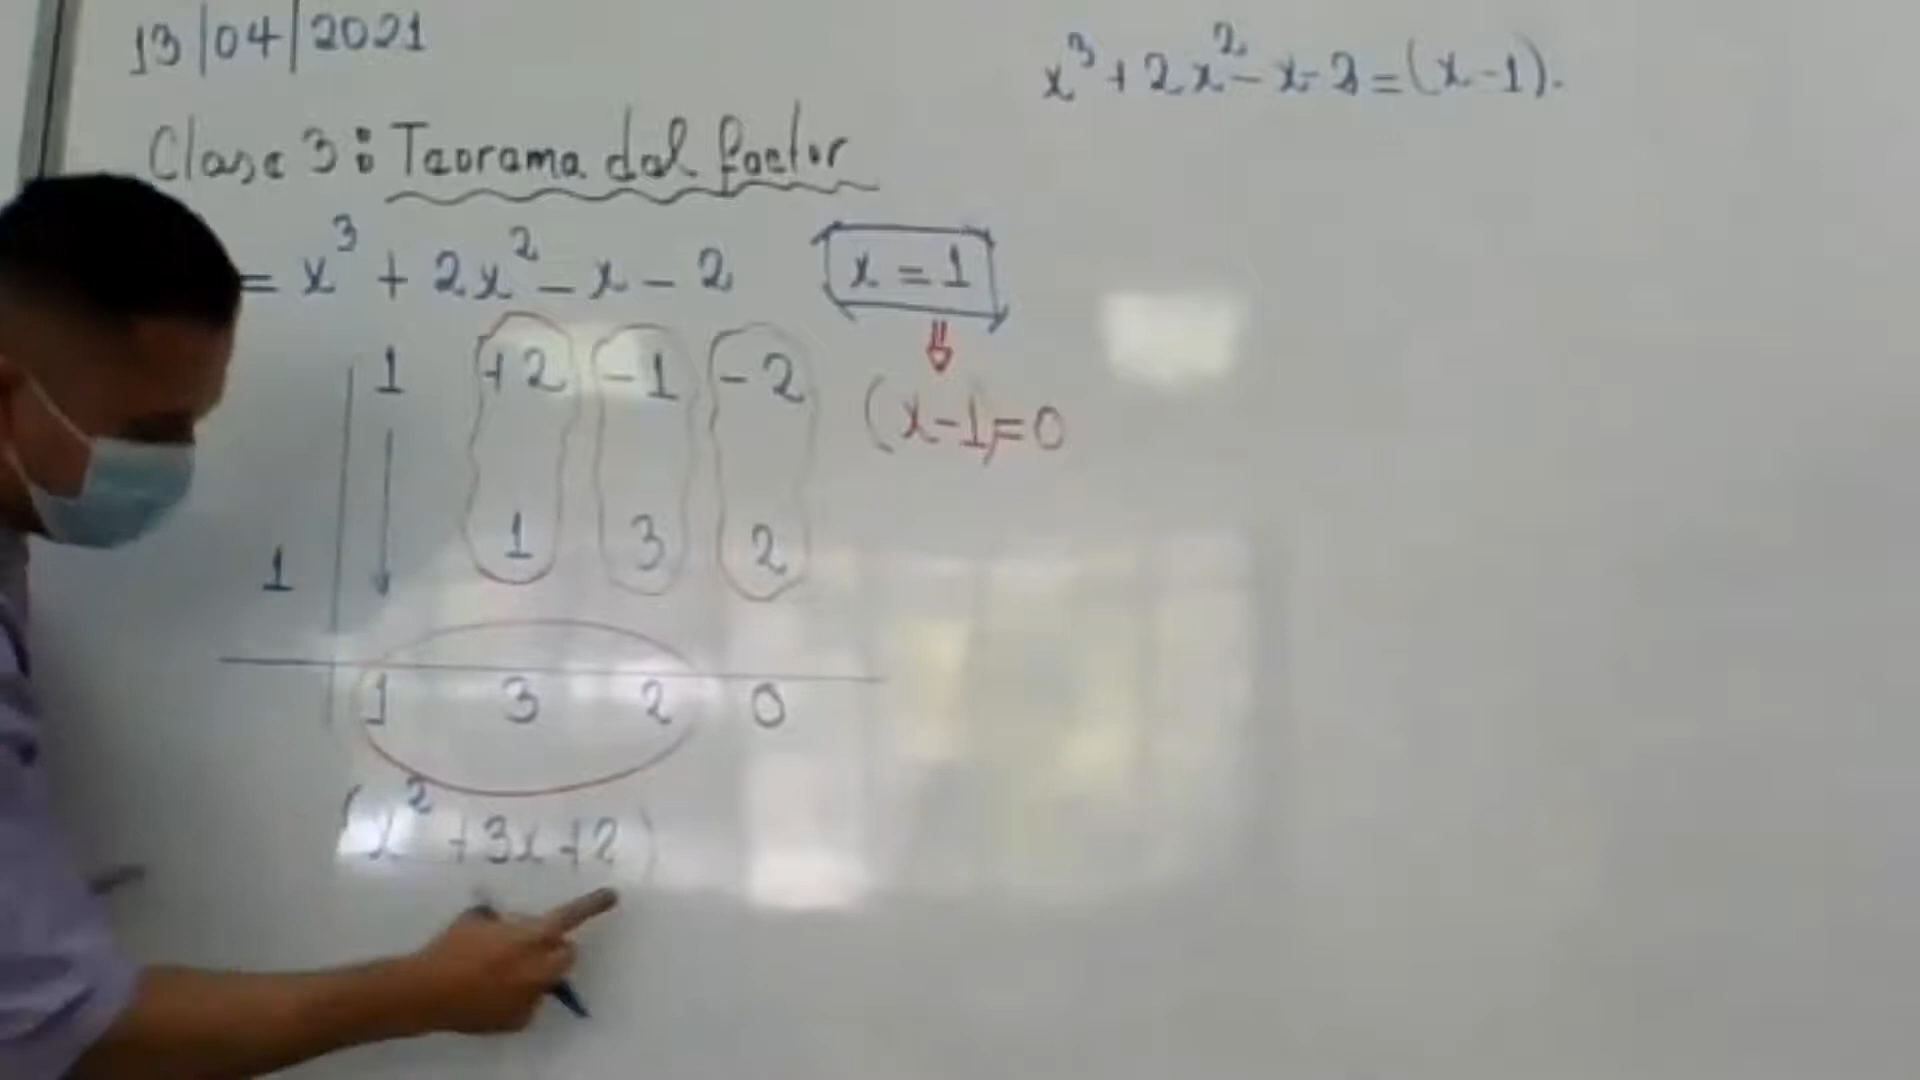 13/04/2021
x³+2x²-x-2=(x-1).
Clase 3: Teorema del factor
= x³ + 2x² - x - 2
x = 1
1 +2 -1 -2
(x-1)=0
1 3 2
1
1 3 2 0
(x²+3x+2)